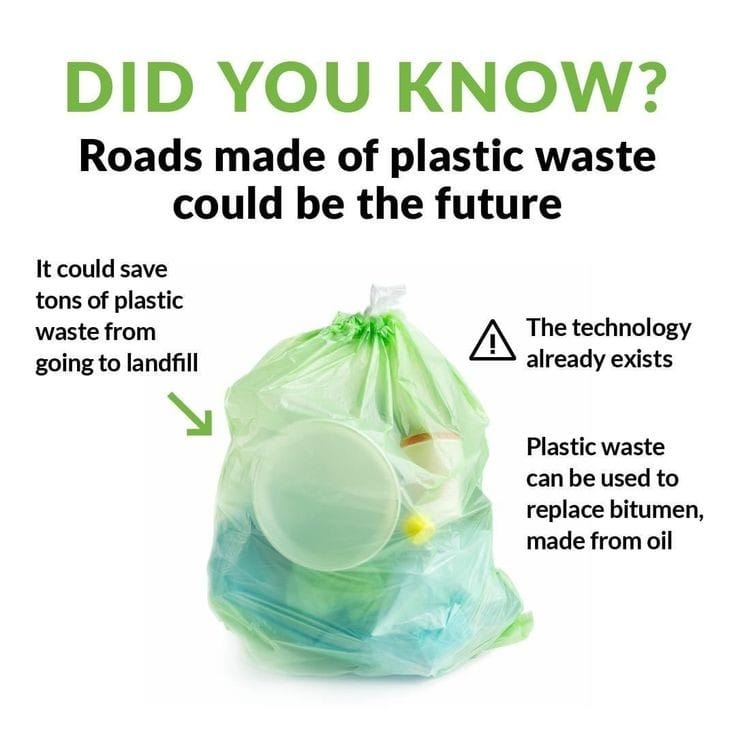 DID YOU KNOW?
Roads made of plastic waste
could be the future
It could save
tons of plastic
waste from
going to landfill
The technology
already exists
Plastic waste
can be used to
replace bitumen,
made from oil